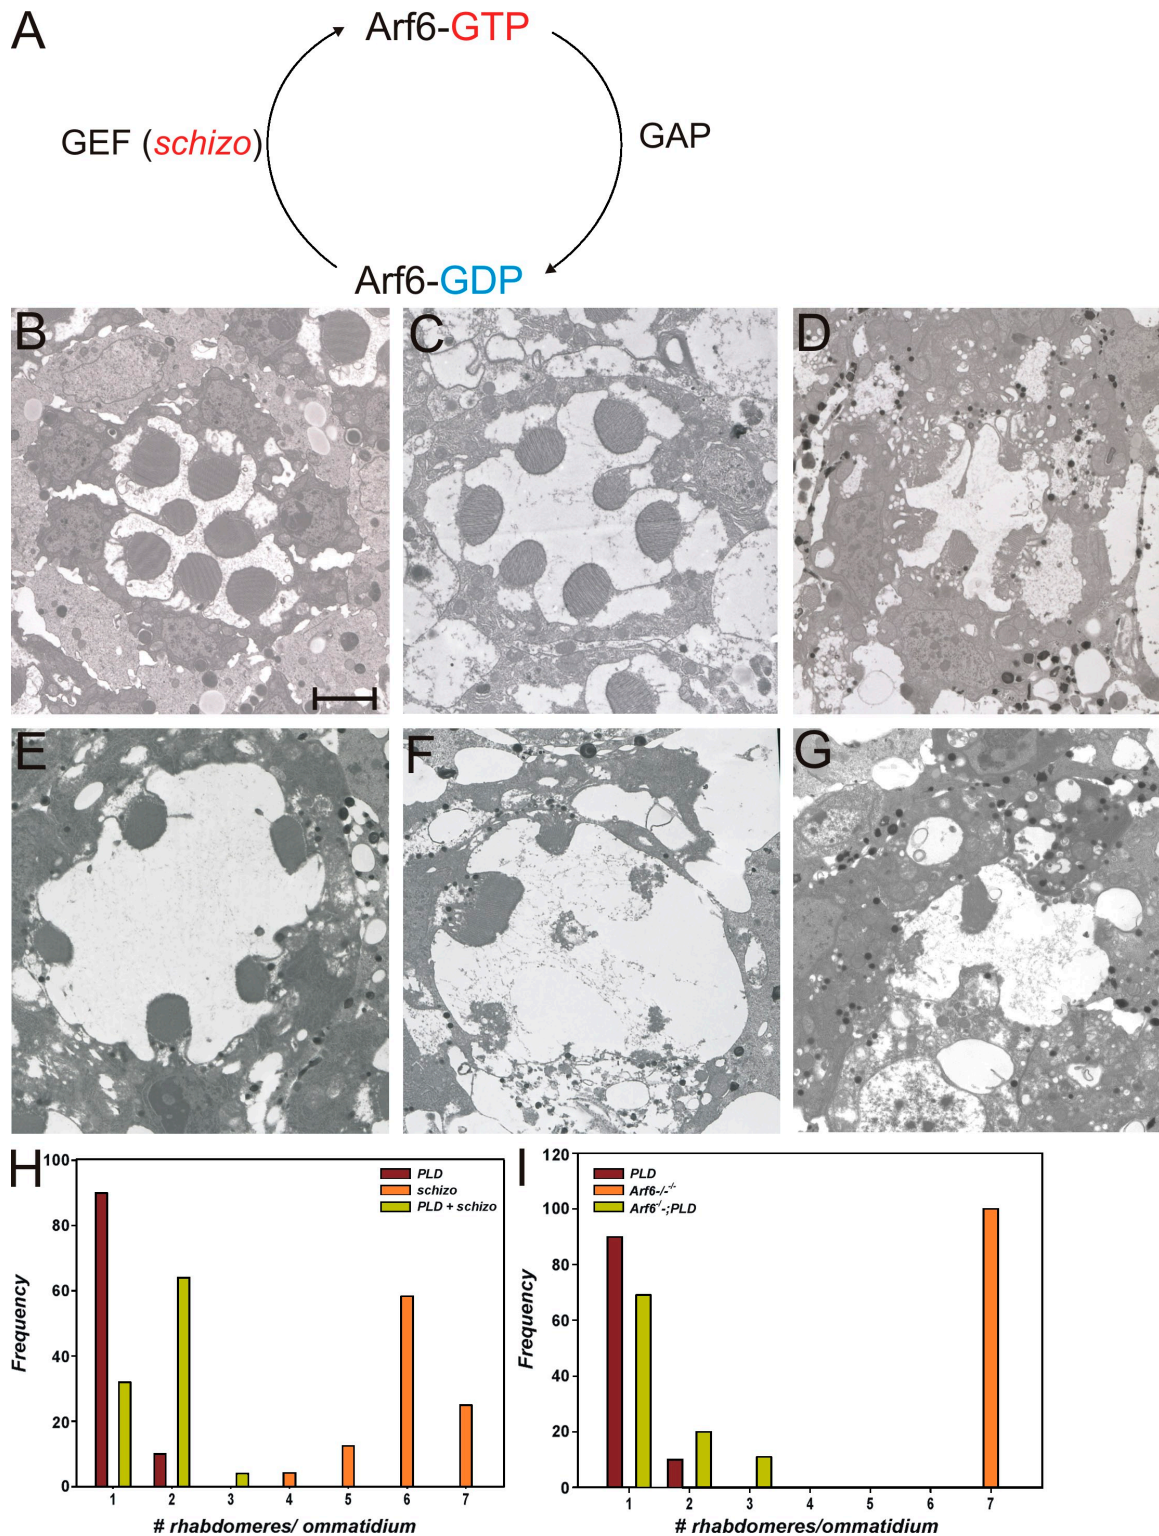 A
Arf6-GTP
GEF (schizo)
GAP
Arf6-GDP
B
C
D
E
F
G
H
100
80
60
40
20
0
Frequency
PLD
schizo
PLD + schizo
1 2 3 4 5 6 7
# rhabdomeres/ ommatidium
I
120
100
80
60
40
20
0
Frequency
PLD
Arf6-/-⁻/⁻
Arf6⁻/-;PLD
1 2 3 4 5 6 7
# rhabdomeres/ommatidium